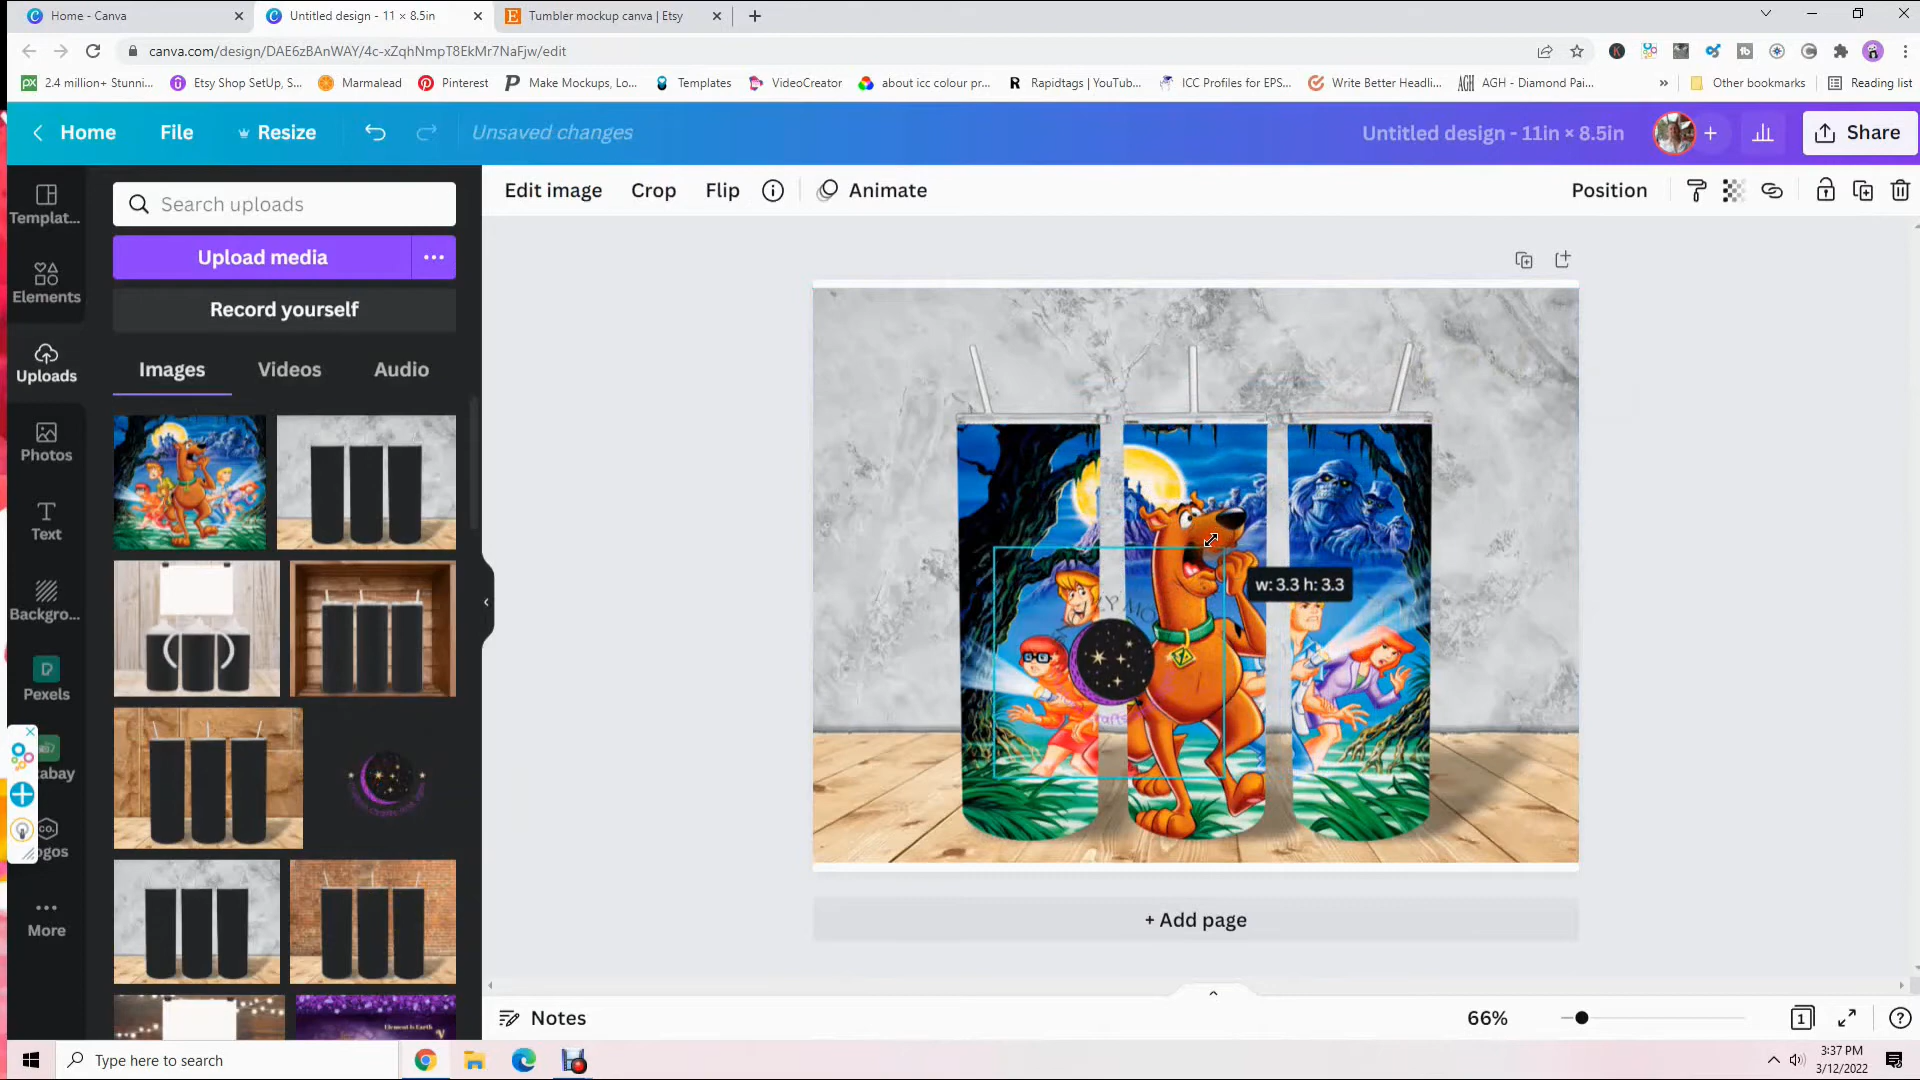 Home - Canva
Untitled design - 11 × 8.5in
Tumbler mockup canva | Etsy
canva.com/design/DAE6zBAnWAY/4c-xZqhNmpT8EkMr7NaFjw/edit
2.4 million+ Stunni...
Etsy Shop SetUp, S...
Marmalead
Pinterest
Make Mockups, Lo...
Templates
VideoCreator
about icc colour pr...
Rapidtags | YouTub...
ICC Profiles for EPS...
Write Better Headli...
AGH - Diamond Pai...
Other bookmarks
Reading list
Home
File
Resize
Unsaved changes
Untitled design - 11in × 8.5in
Share
Templat...
Elements
Uploads
Photos
Text
Backgro...
Pexels
More
Search uploads
Upload media
Record yourself
Images
Videos
Audio
Edit image
Crop
Flip
Animate
Position
w: 3.3 h: 3.3
+ Add page
Notes
66%
1
Type here to search
3:37 PM
3/12/2022